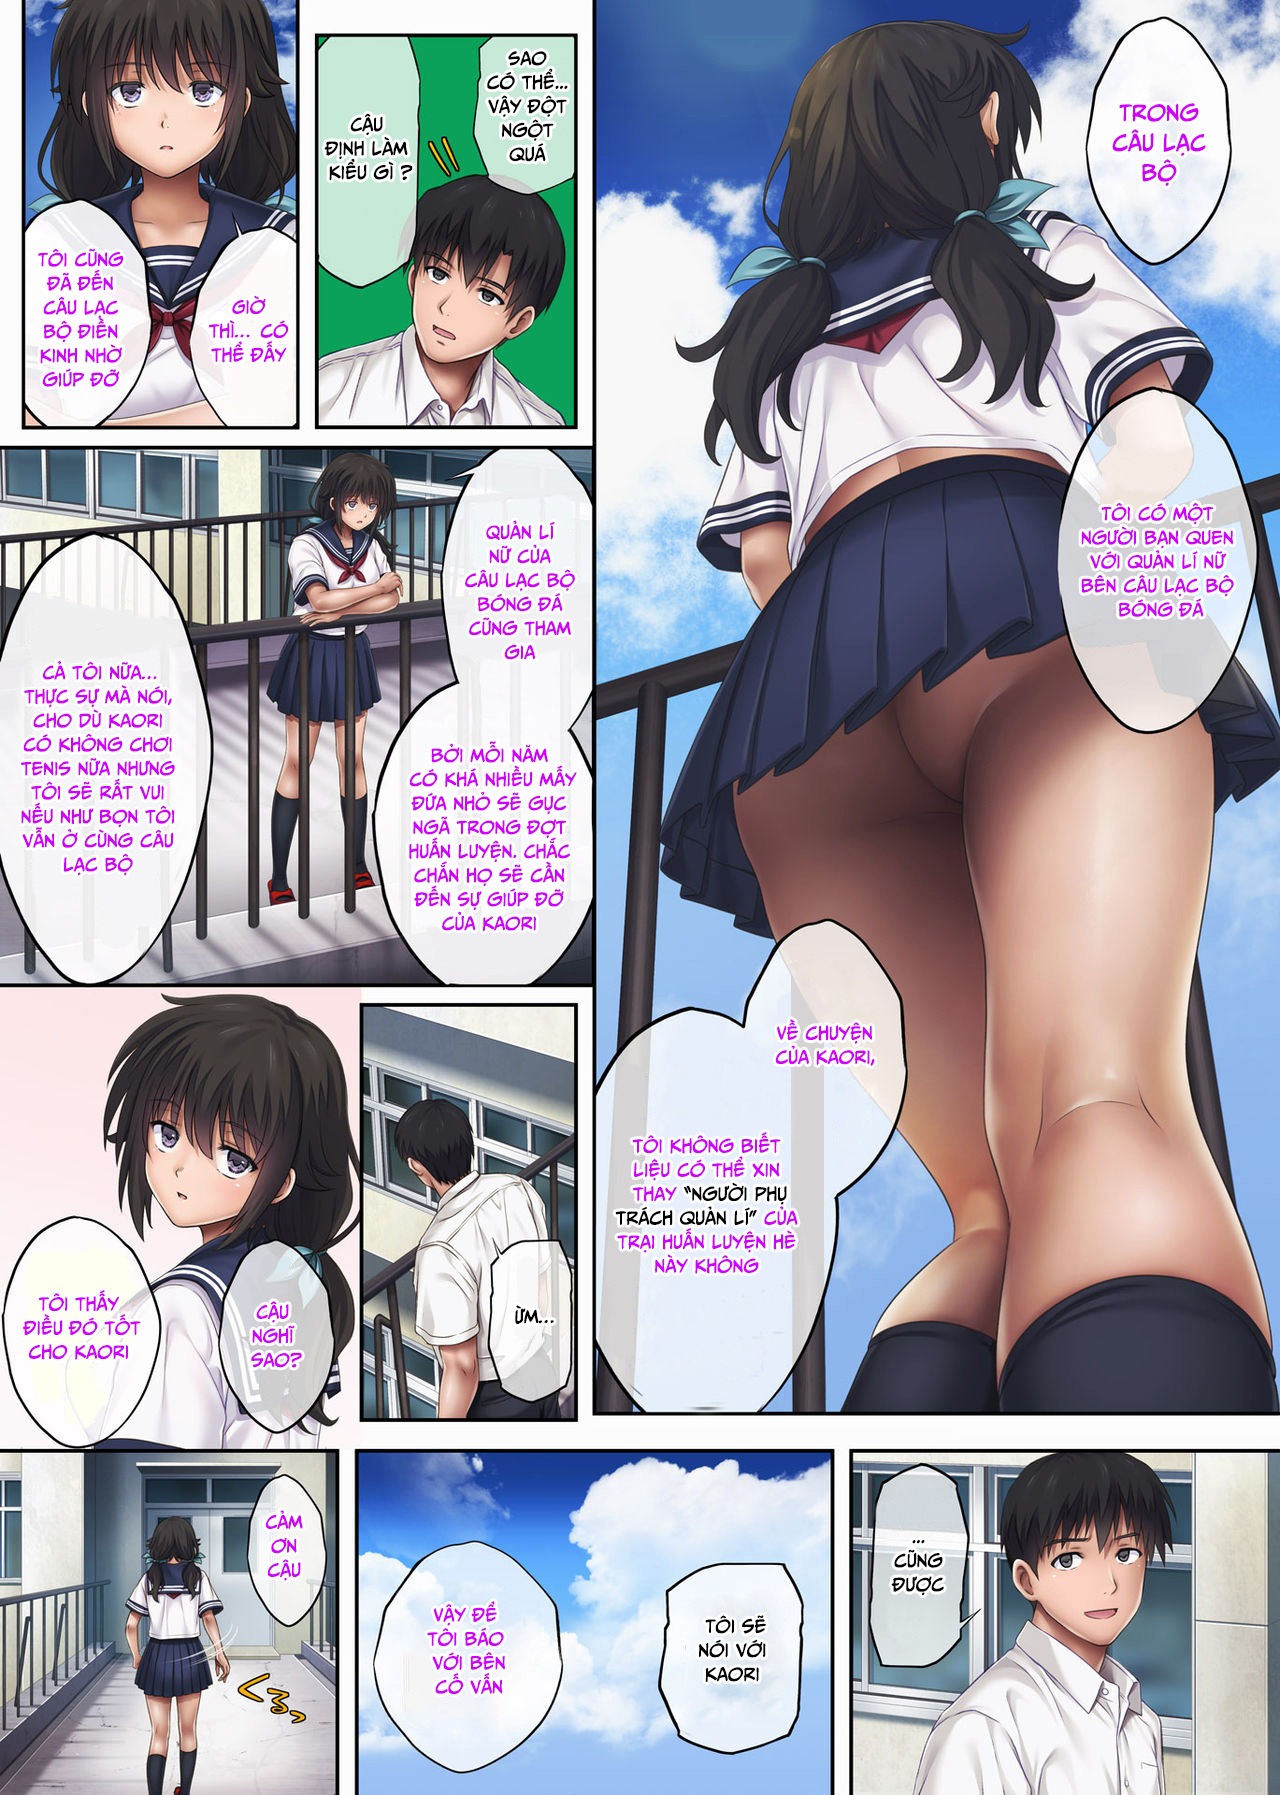 TRONG
CÂU LẠC
BỘ
TÔI CÓ MỘT
NGƯỜI BẠN QUEN
VỚI QUẢN LÍ NỮ
BÊN CÂU LẠC BỘ
BÓNG ĐÁ
VỀ CHUYỆN
CỦA KAORI,
TÔI KHÔNG BIẾT
LIỆU CÓ THỂ XIN
THAY "NGƯỜI PHỤ
TRÁCH QUẢN LÍ" CỦA
TRẠI HUẤN LUYỆN HÈ
NÀY KHÔNG
SAO
CÓ THỂ...
VẬY ĐỘT
NGỘT
QUÁ
CẬU
ĐỊNH LÀM
KIỂU GÌ ?
GIỜ
THÌ... CÓ
THỂ ĐẤY
TÔI CŨNG
ĐÃ ĐẾN
CÂU LẠC
BỘ ĐIỀN
KINH NHỜ
GIÚP ĐỠ
QUẢN LÍ
NỮ CỦA
CÂU LẠC BỘ
BÓNG ĐÁ
CŨNG THAM
GIA
BỞI MỖI NĂM
CÓ KHÁ NHIỀU MẤY
ĐỨA NHỎ SẼ GỤC
NGÃ TRONG ĐỢT
HUẤN LUYỆN. CHẮC
CHẮN HỌ SẼ CẦN
ĐẾN SỰ GIÚP ĐỠ
CỦA KAORI
CẢ TÔI NỮA...
THỰC SỰ MÀ NÓI,
CHO DÙ KAORI
CÓ KHÔNG CHƠI
TENIS NỮA NHƯNG
TÔI SẼ RẤT VUI
NẾU NHƯ BỌN TÔI
VẪN Ở CÙNG CÂU
LẠC BỘ
ỪM...
CẬU
NGHĨ
SAO?
TÔI THẤY
ĐIỀU ĐÓ TỐT
CHO KAORI
...
CŨNG
ĐƯỢC
TÔI SẼ
NÓI VỚI
KAORI
VẬY ĐỂ
TÔI BÁO
VỚI BÊN
CỐ VẤN
CẢM
ƠN
CẬU
くるっ